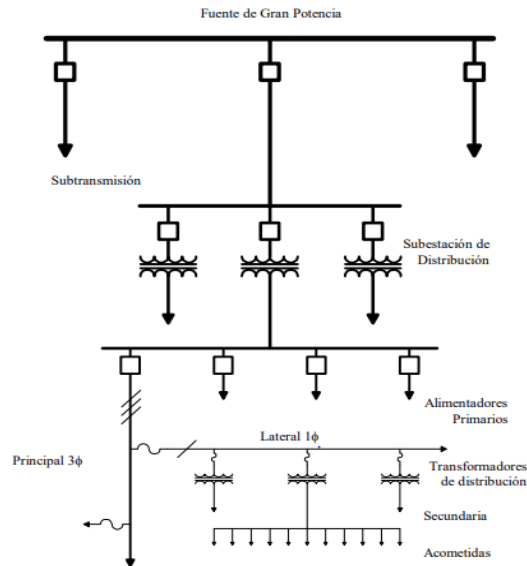 Fuente de Gran Potencia
Subtransmisión
Subestación de
Distribución
Alimentadores
Primarios
Lateral 1ϕ
Principal 3ϕ
Transformadores
de distribución
Secundaria
Acometidas